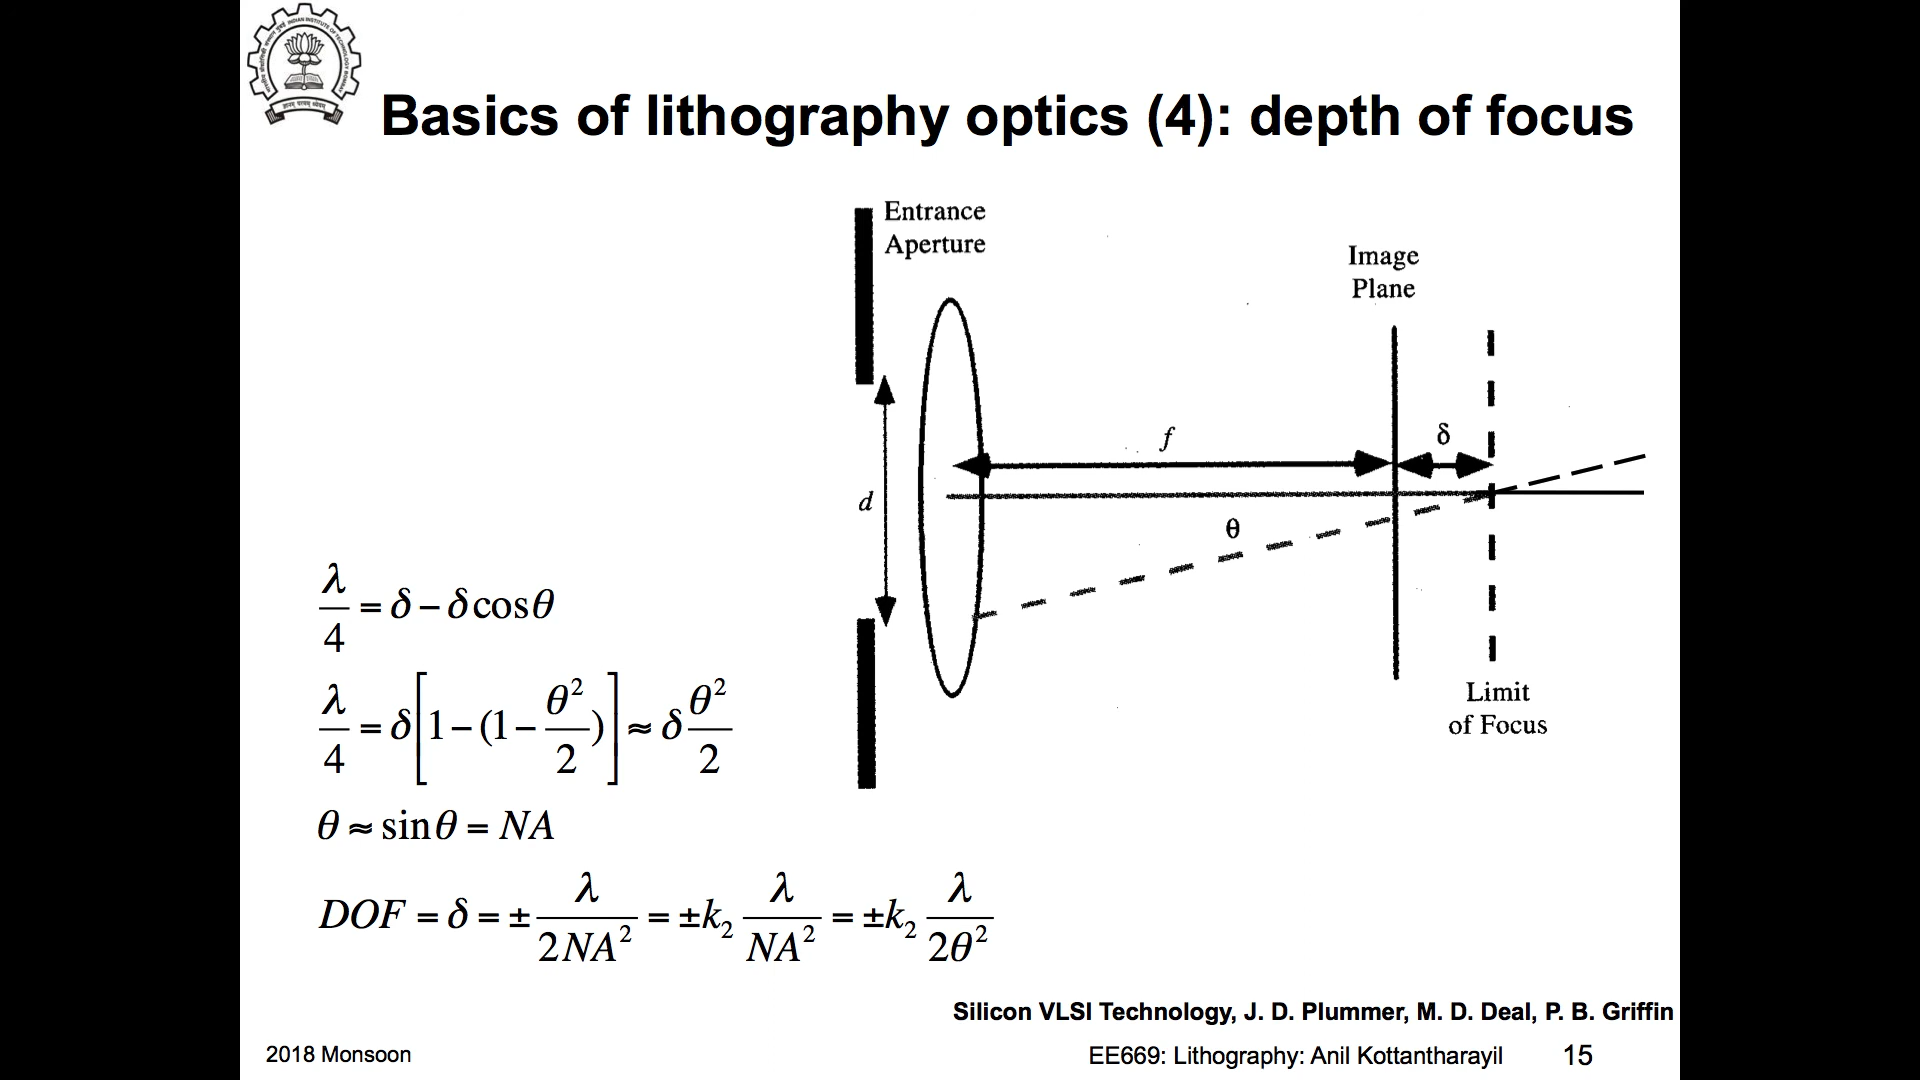 Basics of lithography optics (4): depth of focus
Entrance
Aperture
Image
Plane
f
δ
d
θ
Limit
of Focus
λ/4 = δ − δcosθ
λ/4 = δ[1 − (1 − θ²/2)] ≈ δ θ²/2
θ ≈ sinθ = NA
DOF = δ = ± λ/2NA² = ±k₂ λ/NA² = ±k₂ λ/2θ²
Silicon VLSI Technology, J. D. Plummer, M. D. Deal, P. B. Griffin
2018 Monsoon
EE669: Lithography: Anil Kottantharayil
15